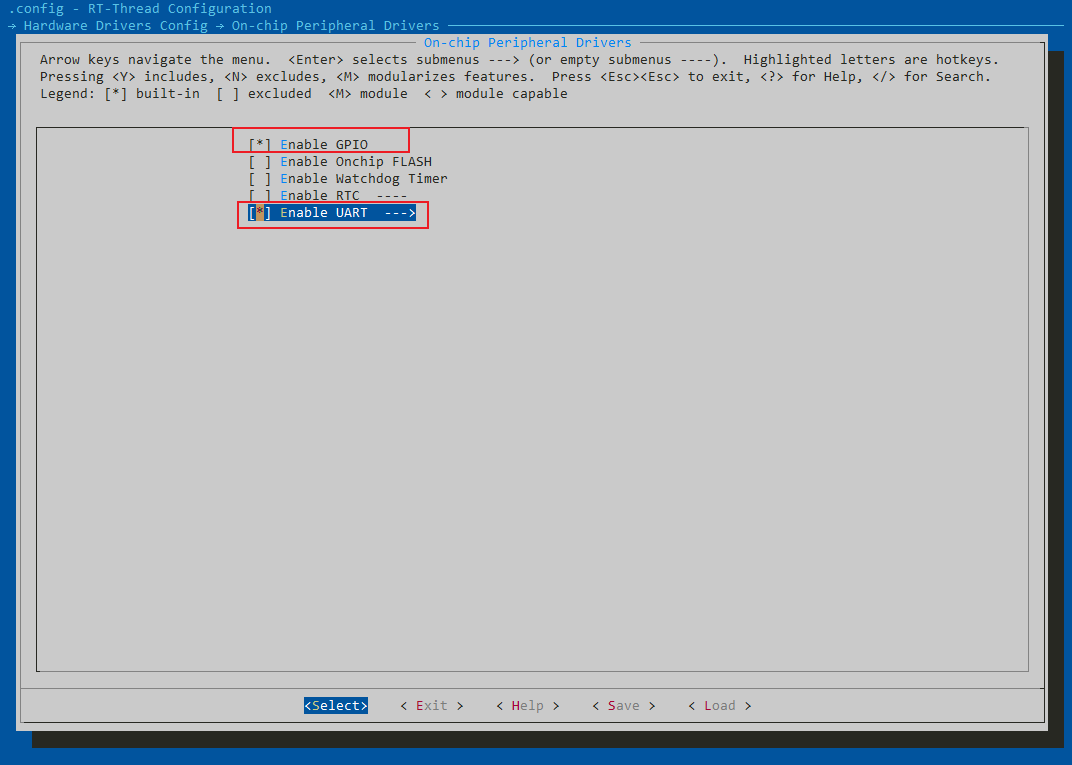 .config - RT-Thread Configuration
→ Hardware Drivers Config → On-chip Peripheral Drivers
On-chip Peripheral Drivers
Arrow keys navigate the menu.  <Enter> selects submenus ---> (or empty submenus ----).  Highlighted letters are hotkeys.
Pressing <Y> includes, <N> excludes, <M> modularizes features.  Press <Esc><Esc> to exit, <?> for Help, </> for Search.
Legend: [*] built-in  [ ] excluded  <M> module  < > module capable
[*] Enable GPIO
[ ] Enable Onchip FLASH
[ ] Enable Watchdog Timer
[ ] Enable RTC  ----
[*] Enable UART  --->
<Select>    < Exit >    < Help >    < Save >    < Load >